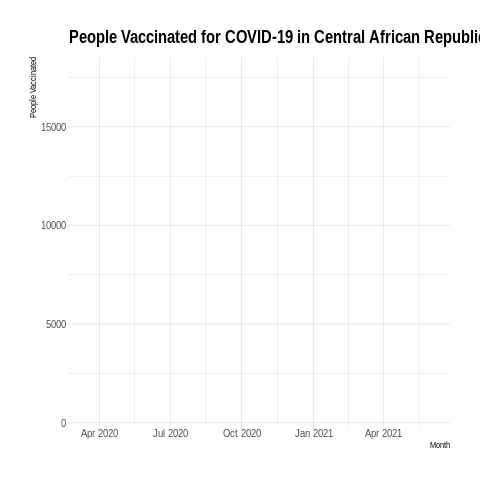 People Vaccinated for COVID-19 in Central African Republi
People Vaccinated
15000
10000
5000
0
Apr 2020 Jul 2020 Oct 2020 Jan 2021 Apr 2021
Month